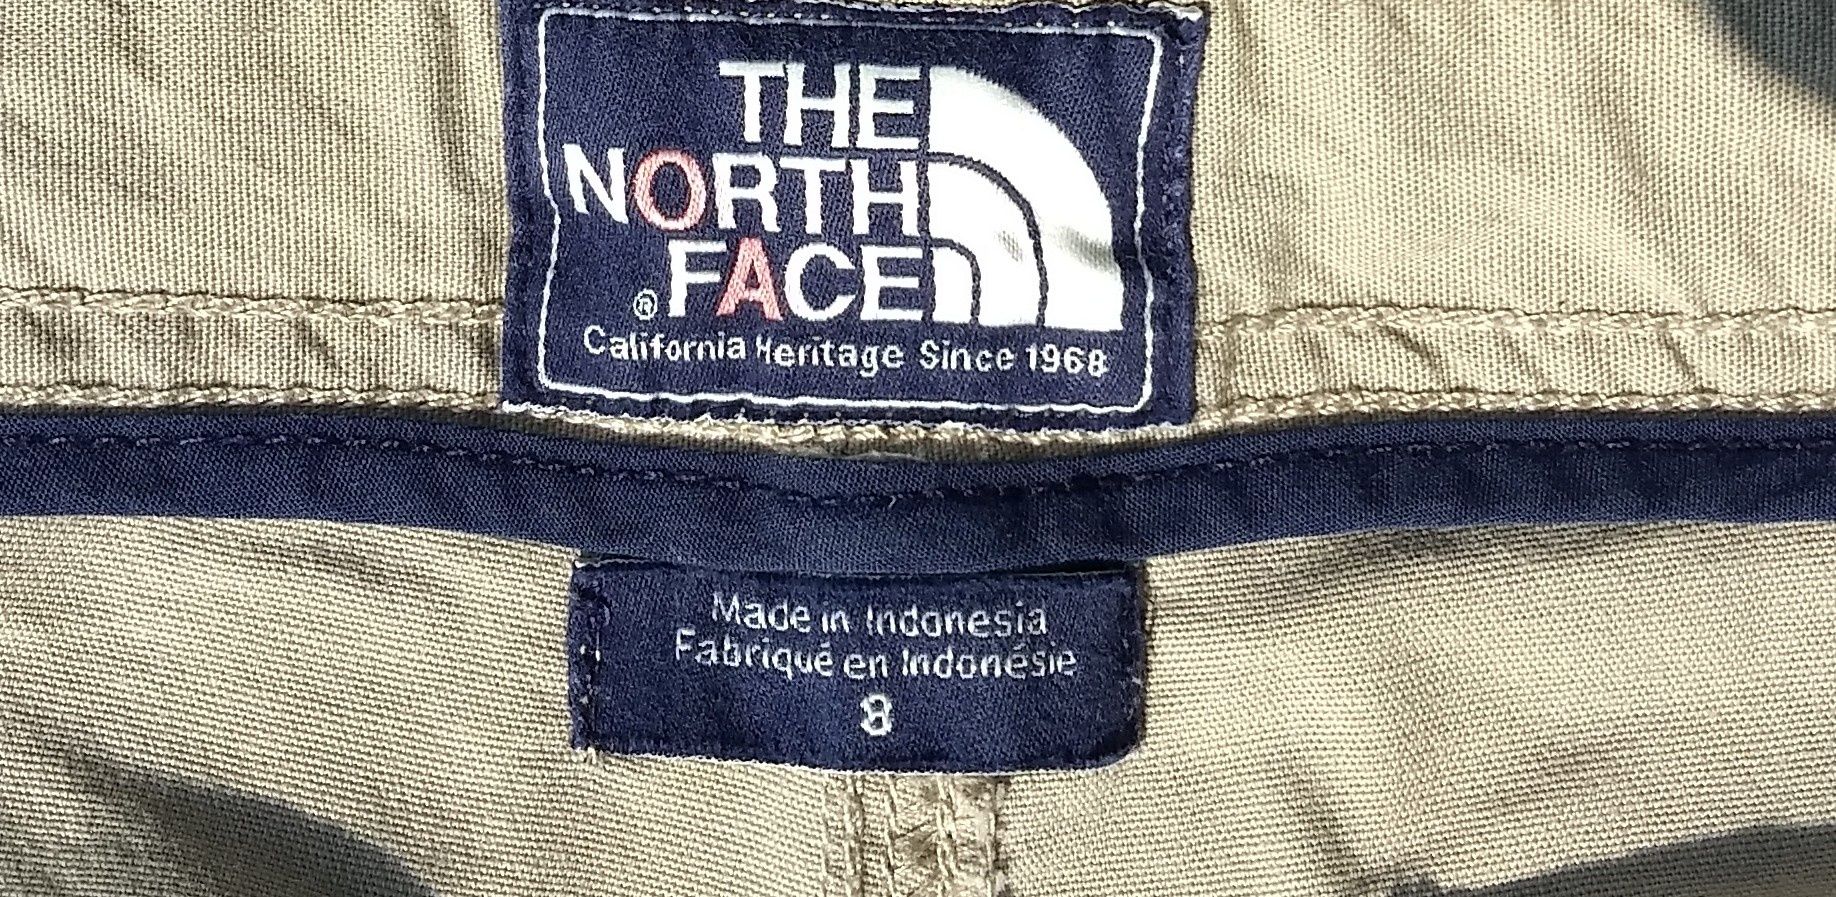 THE
NORTH
® FACE
California Heritage Since 1968
Made in Indonesia
Fabriqué en Indonésie
8